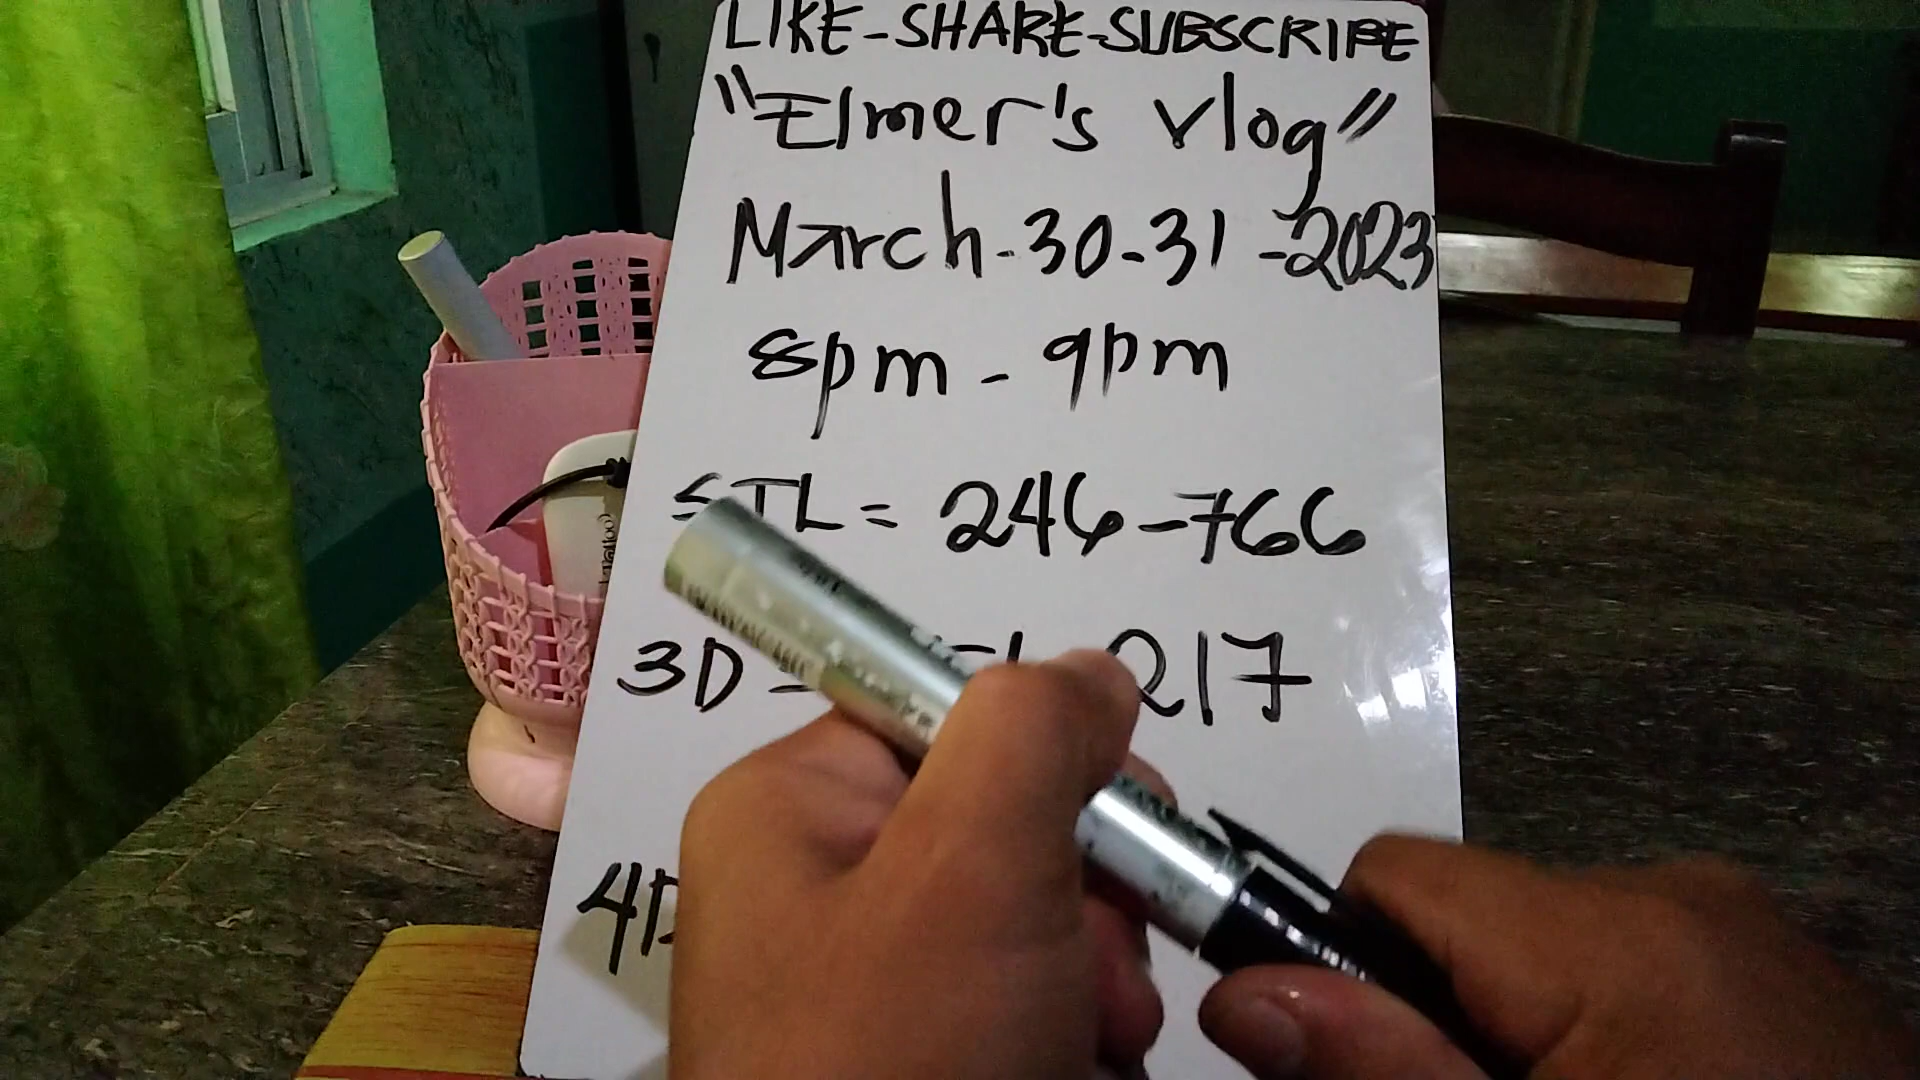 LIKE-SHARE-SUBSCRIBE
"Elmer's vlog"
March-30-31-2023
8pm - 9pm
STL = 246-766
3D 217